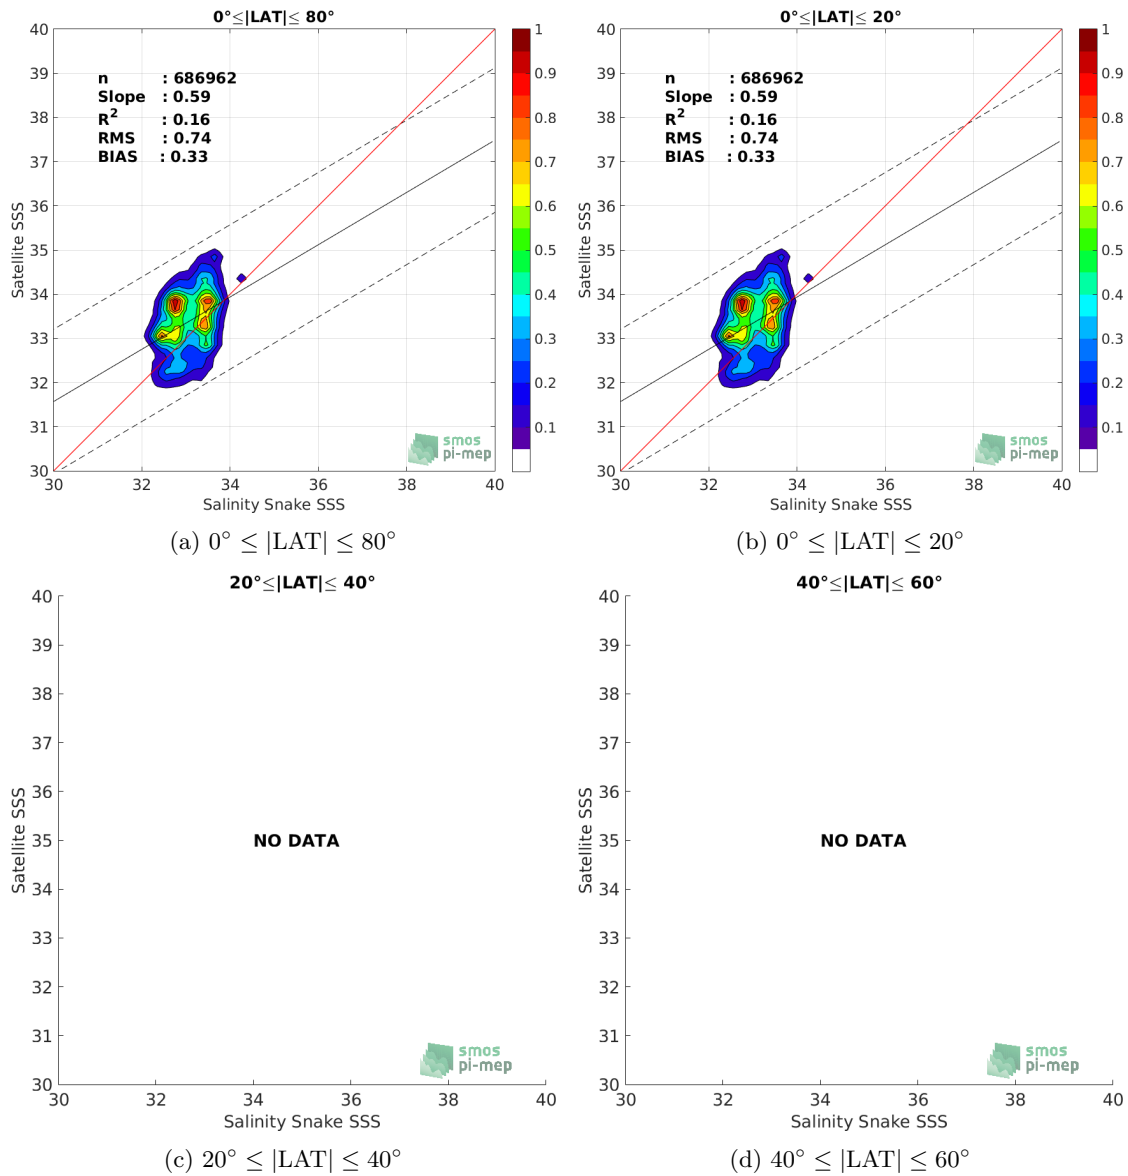 0°≤|LAT|≤ 80°
40
39
38
37
36
35
34
33
32
31
30
Satellite SSS
n : 686962
Slope : 0.59
R2 : 0.16
RMS : 0.74
BIAS : 0.33
smos
pi-mep
30 32 34 36 38 40
Salinity Snake SSS
1
0.9
0.8
0.7
0.6
0.5
0.4
0.3
0.2
0.1
(a) 0° ≤ |LAT| ≤ 80°
0°≤|LAT|≤ 20°
40
39
38
37
36
35
34
33
32
31
30
Satellite SSS
n : 686962
Slope : 0.59
R2 : 0.16
RMS : 0.74
BIAS : 0.33
smos
pi-mep
30 32 34 36 38 40
Salinity Snake SSS
1
0.9
0.8
0.7
0.6
0.5
0.4
0.3
0.2
0.1
(b) 0° ≤ |LAT| ≤ 20°
20°≤|LAT|≤ 40°
40
39
38
37
36
35
34
33
32
31
30
Satellite SSS
NO DATA
smos
pi-mep
30 32 34 36 38 40
Salinity Snake SSS
(c) 20° ≤ |LAT| ≤ 40°
40°≤|LAT|≤ 60°
40
39
38
37
36
35
34
33
32
31
30
Satellite SSS
NO DATA
smos
pi-mep
30 32 34 36 38 40
Salinity Snake SSS
(d) 40° ≤ |LAT| ≤ 60°